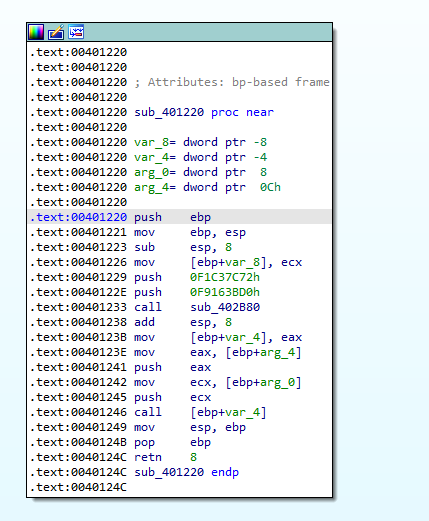 .text:00401220
.text:00401220
.text:00401220 ; Attributes: bp-based frame
.text:00401220
.text:00401220 sub_401220 proc near
.text:00401220
.text:00401220 var_8= dword ptr -8
.text:00401220 var_4= dword ptr -4
.text:00401220 arg_0= dword ptr  8
.text:00401220 arg_4= dword ptr  0Ch
.text:00401220
.text:00401220 push    ebp
.text:00401221 mov     ebp, esp
.text:00401223 sub     esp, 8
.text:00401226 mov     [ebp+var_8], ecx
.text:00401229 push    0F1C37C72h
.text:0040122E push    0F9163BD0h
.text:00401233 call    sub_402B80
.text:00401238 add     esp, 8
.text:0040123B mov     [ebp+var_4], eax
.text:0040123E mov     eax, [ebp+arg_4]
.text:00401241 push    eax
.text:00401242 mov     ecx, [ebp+arg_0]
.text:00401245 push    ecx
.text:00401246 call    [ebp+var_4]
.text:00401249 mov     esp, ebp
.text:0040124B pop     ebp
.text:0040124C retn    8
.text:0040124C sub_401220 endp
.text:0040124C